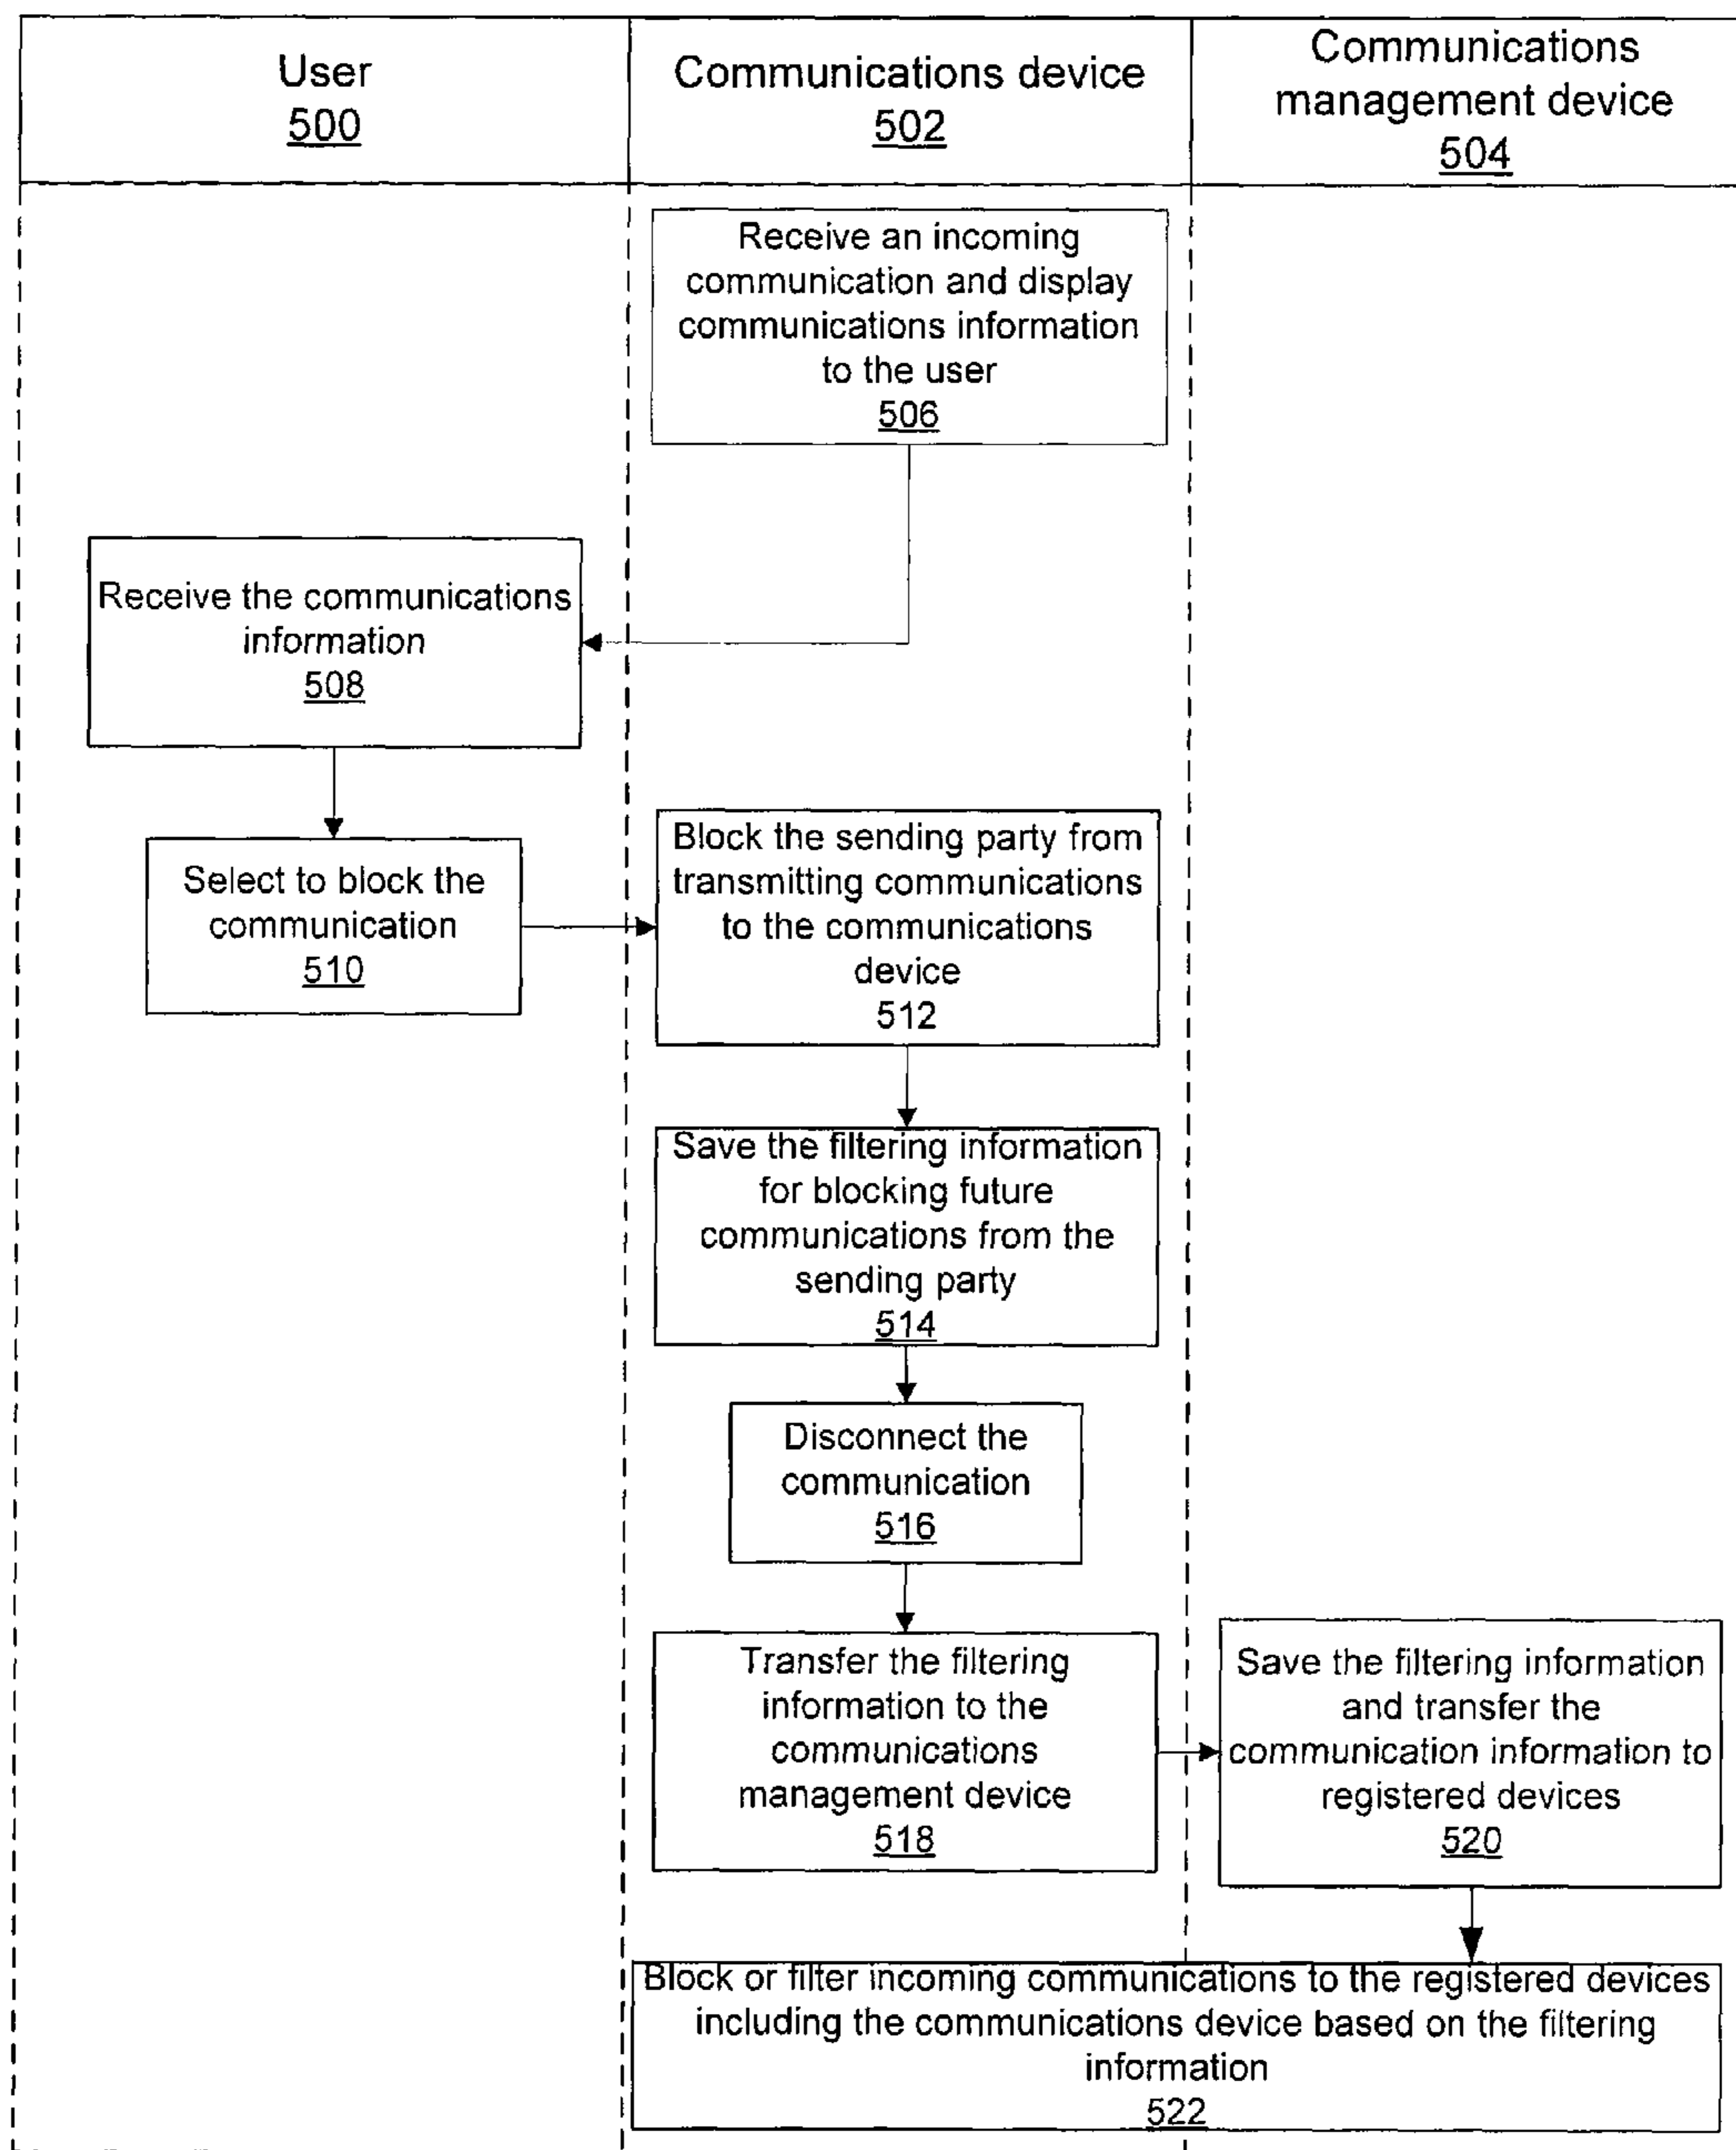 User
500
Communications device
502
Communications
management device
504
Receive an incoming
communication and display
communications information
to the user
506
Receive the communications
information
508
Select to block the
communication
510
Block the sending party from
transmitting communications
to the communications
device
512
Save the filtering information
for blocking future
communications from the
sending party
514
Disconnect the
communication
516
Transfer the filtering
information to the
communications
management device
518
Save the filtering information
and transfer the
communication information to
registered devices
520
Block or filter incoming communications to the registered devices
including the communications device based on the filtering
information
522